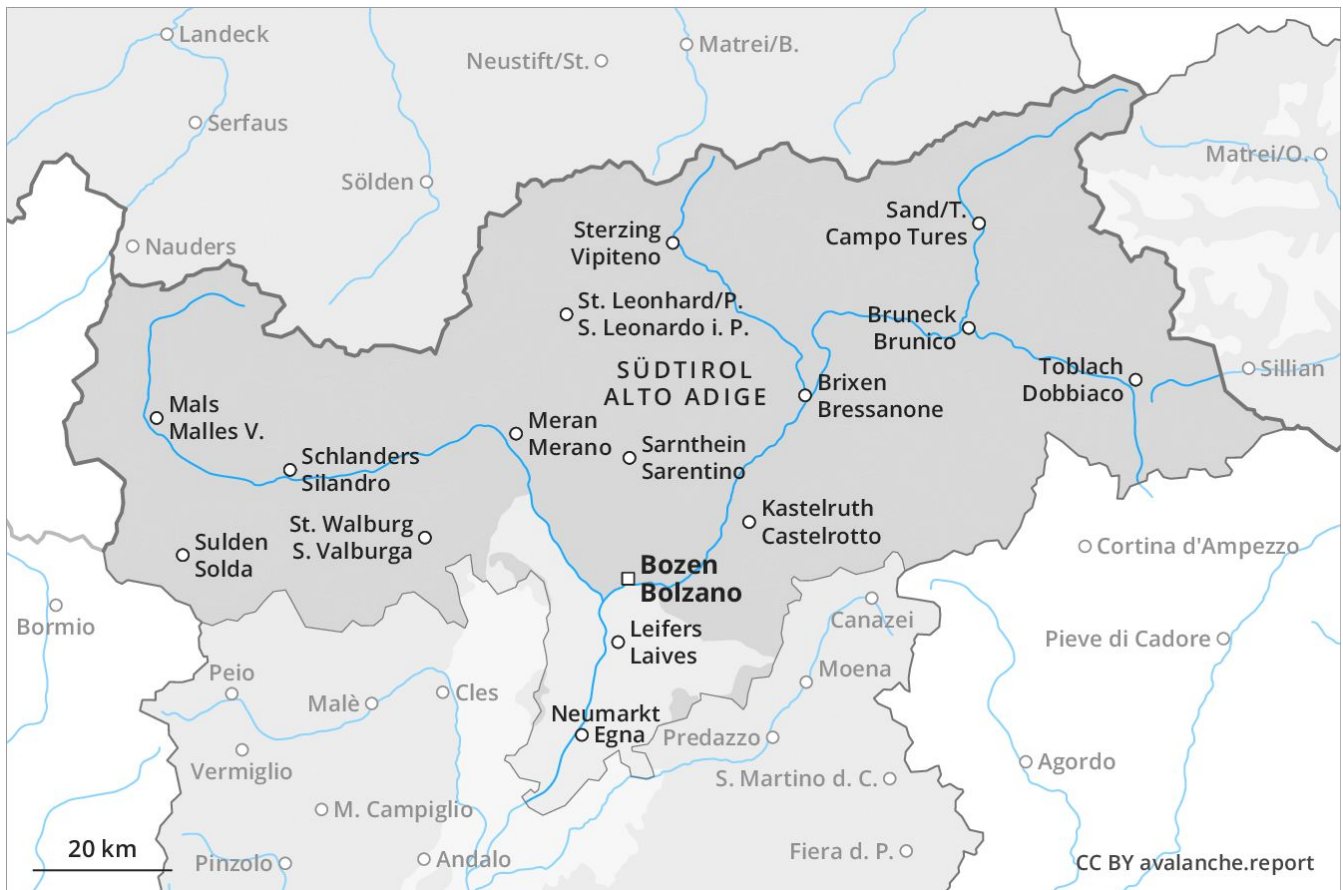 Landeck
Matrei/B.
Neustift/St.
Serfaus
Matrei/O.
Sölden
Sand/T.
Campo Tures
Sterzing
Vipiteno
Nauders
St. Leonhard/P.
S. Leonardo i. P.
Bruneck
Brunico
SÜDTIROL
ALTO ADIGE
Toblach
Dobbiaco
Sillian
Brixen
Bressanone
Mals
Malles V.
Meran
Merano
Sarnthein
Sarentino
Schlanders
Silandro
Kastelruth
Castelrotto
St. Walburg
S. Valburga
Sulden
Solda
Cortina d'Ampezzo
Bozen
Bolzano
Bormio
Canazei
Leifers
Laives
Pieve di Cadore
Peio
Moena
Cles
Malè
Neumarkt
Egna
Predazzo
Vermiglio
Agordo
S. Martino d. C.
M. Campiglio
20 km
Pinzolo
Andalo
Fiera d. P.
CC BY avalanche.report